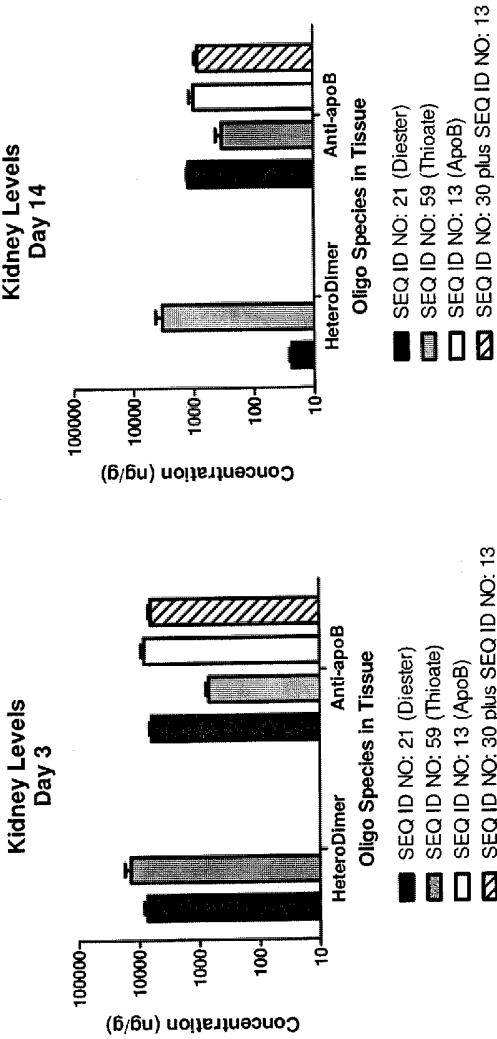 Kidney Levels
Day 3
Concentration (ng/g)
100000
10000
1000
100
10
HeteroDimer
Anti-apoB
Oligo Species in Tissue
SEQ ID NO: 21 (Diester)
SEQ ID NO: 59 (Thioate)
SEQ ID NO: 13 (ApoB)
SEQ ID NO: 30 plus SEQ ID NO: 13
Kidney Levels
Day 14
Concentration (ng/g)
100000
10000
1000
100
10
HeteroDimer
Anti-apoB
Oligo Species in Tissue
SEQ ID NO: 21 (Diester)
SEQ ID NO: 59 (Thioate)
SEQ ID NO: 13 (ApoB)
SEQ ID NO: 30 plus SEQ ID NO: 13